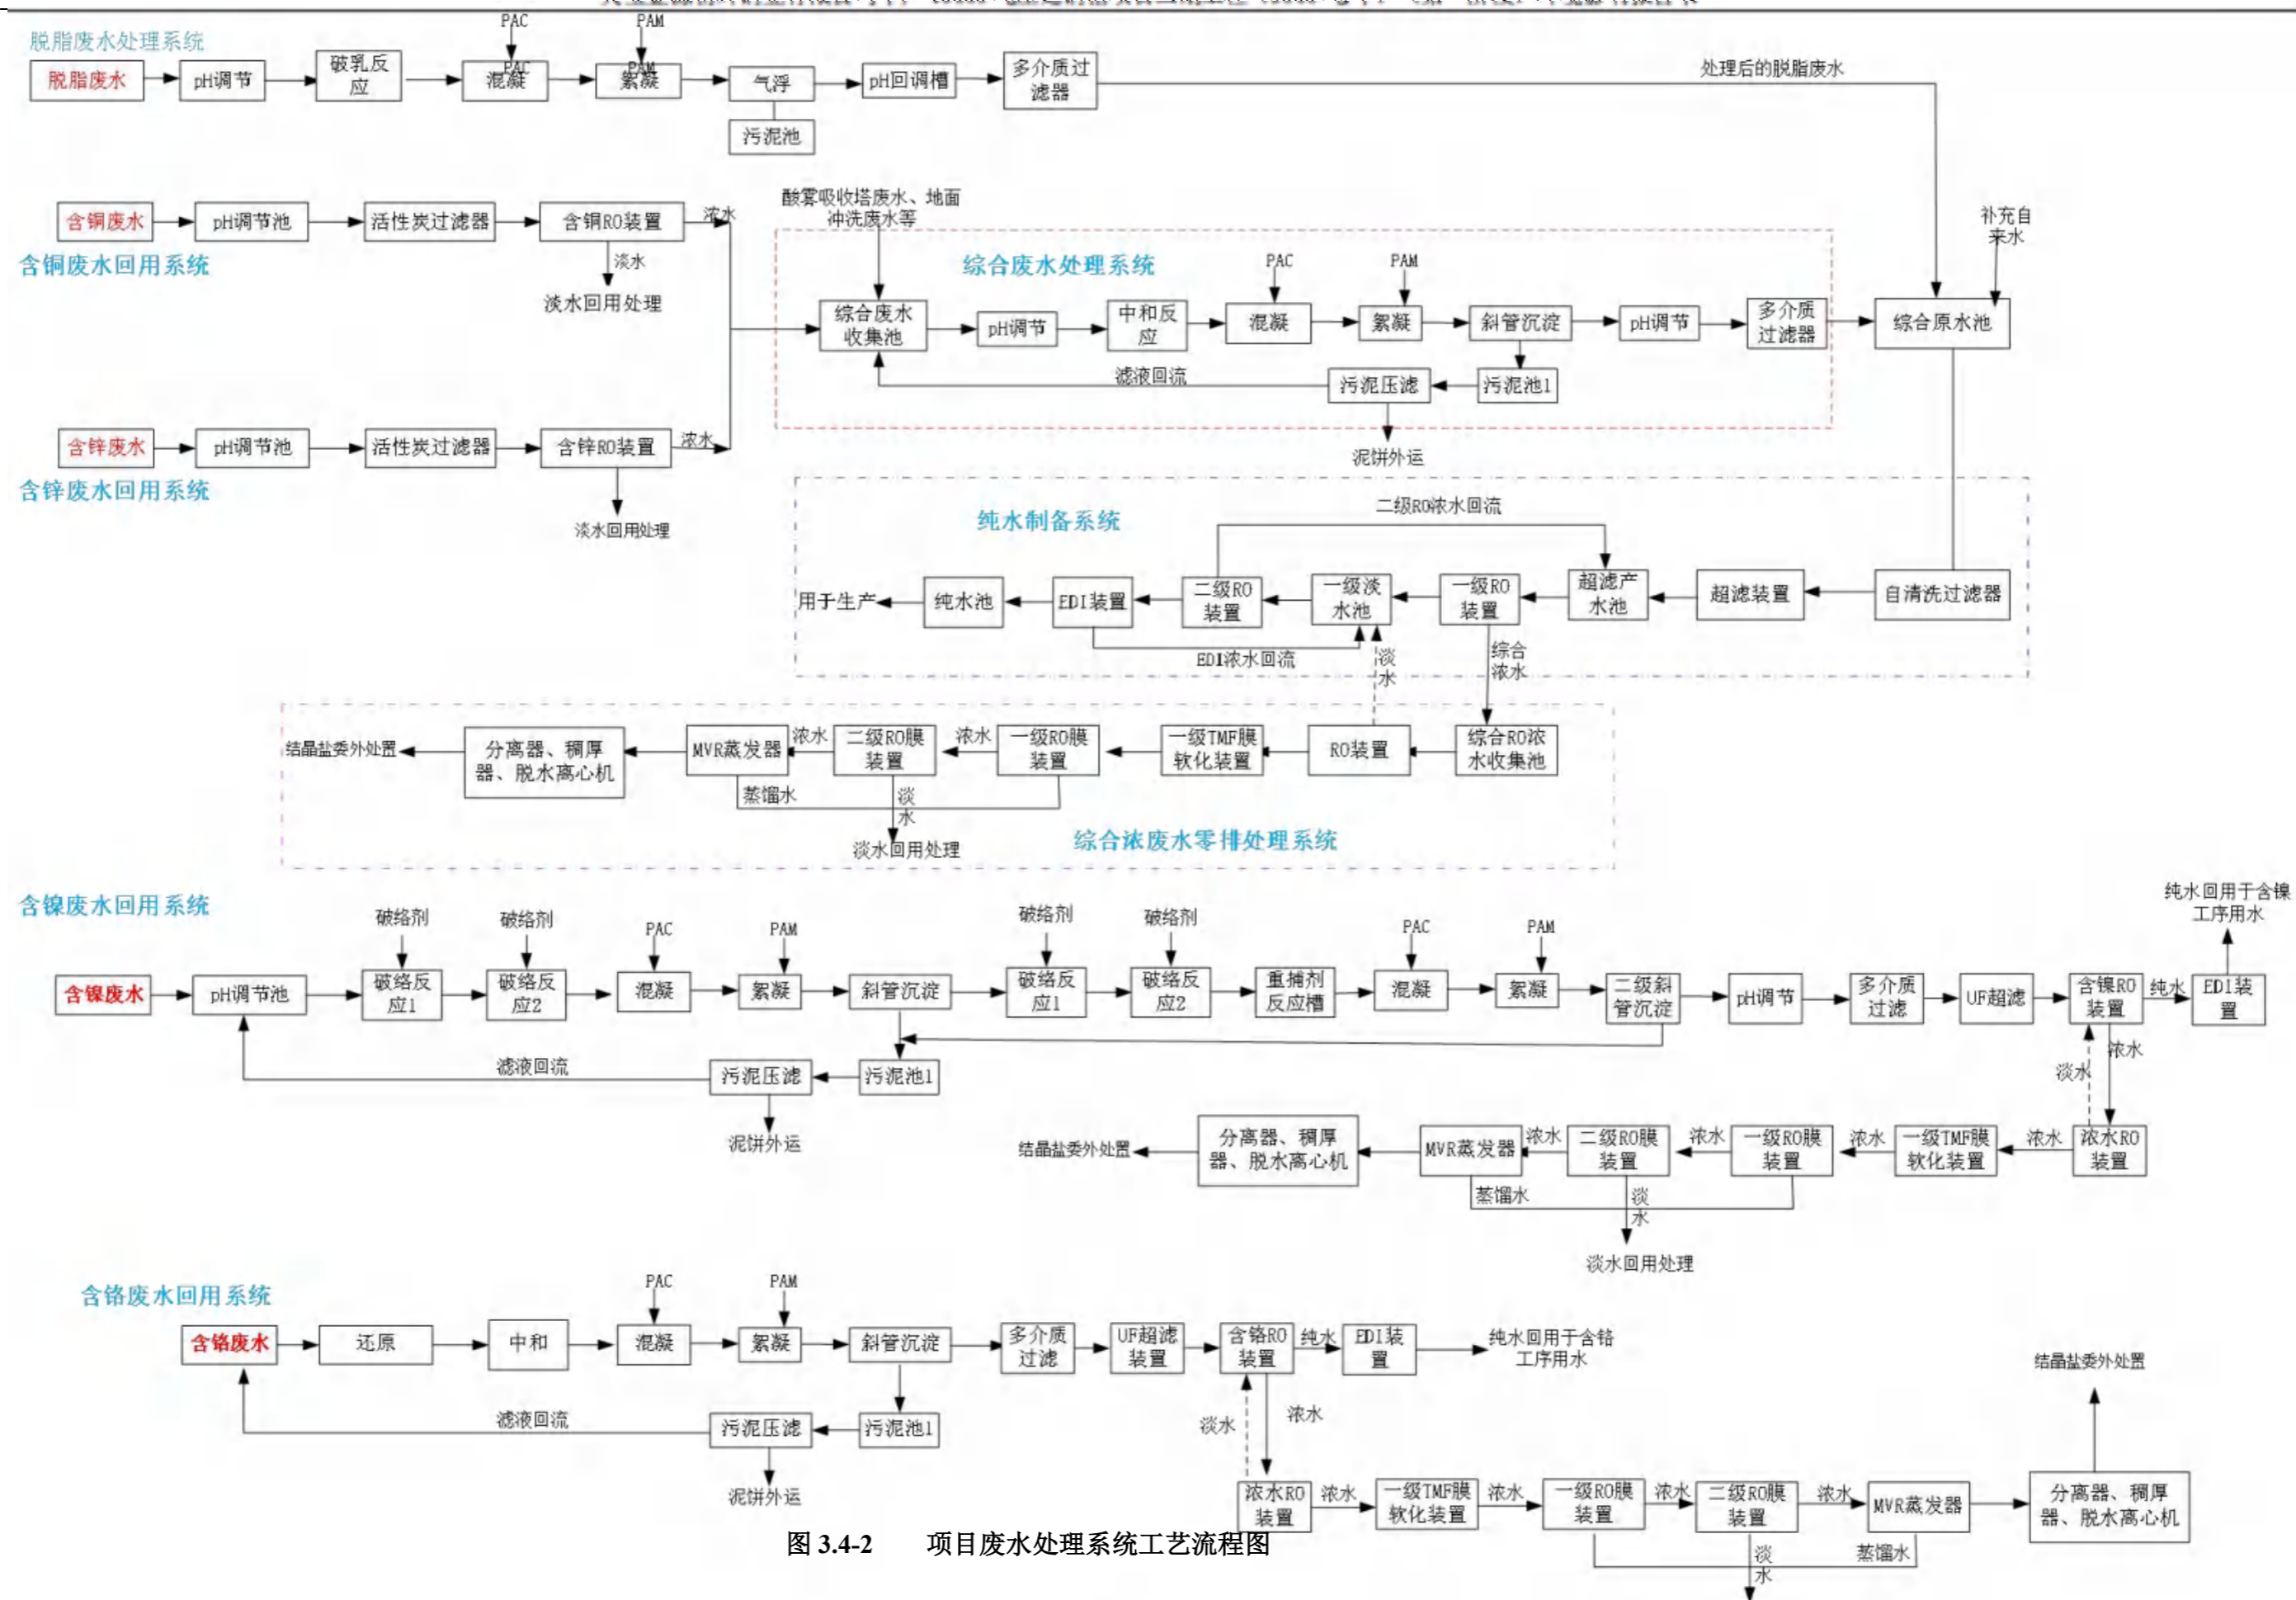 PAC
PAM
脱脂废水处理系统
脱脂废水
pH调节
破乳反
应
PAC
混凝
PAM
絮凝
气浮
pH回调槽
多介质过
滤器
处理后的脱脂废水
污泥池
含铜废水
pH调节池
活性炭过滤器
含铜RO装置
浓水
含铜废水回用系统
淡水
淡水回用处理
酸雾吸收塔废水、地面
冲洗废水等
补充自
来水
综合废水处理系统
PAC
PAM
综合废水
收集池
pH调节
中和反
应
混凝
絮凝
斜管沉淀
pH调节
多介质
过滤器
综合原水池
滤液回流
污泥压滤
污泥池1
泥饼外运
含锌废水
pH调节池
活性炭过滤器
含锌RO装置
浓水
含锌废水回用系统
淡水回用处理
纯水制备系统
二级RO浓水回流
用于生产
纯水池
EDI装置
二级RO
装置
一级淡
水池
一级RO
装置
超滤产
水池
超滤装置
自清洗过滤器
EDI浓水回流
淡
水
综合
浓水
结晶盐委外处置
分离器、稠厚
器、脱水离心机
MVR蒸发器
浓水
二级RO膜
装置
浓水
一级RO膜
装置
一级TMF膜
软化装置
RO装置
综合RO浓
水收集池
蒸馏水
淡
水
淡水回用处理
综合浓废水零排处理系统
含镍废水回用系统
破络剂
破络剂
PAC
PAM
破络剂
破络剂
PAC
PAM
纯水回用于含镍
工序用水
含镍废水
pH调节池
破络反
应1
破络反
应2
混凝
絮凝
斜管沉淀
破络反
应1
破络反
应2
重捕剂
反应槽
混凝
絮凝
二级斜
管沉淀
pH调节
多介质
过滤
UF超滤
含镍RO
装置
纯水
EDI装
置
滤液回流
污泥压滤
污泥池1
泥饼外运
淡水
浓水
结晶盐委外处置
分离器、稠厚
器、脱水离心机
MVR蒸发器
浓水
二级RO膜
装置
浓水
一级RO膜
装置
浓水
一级TMF膜
软化装置
浓水
浓水RO
装置
蒸馏水
淡
水
淡水回用处理
含铬废水回用系统
PAC
PAM
含铬废水
还原
中和
混凝
絮凝
斜管沉淀
多介质
过滤
UF超滤
装置
含铬RO
装置
纯水
EDI装
置
纯水回用于含铬
工序用水
滤液回流
污泥压滤
污泥池1
泥饼外运
淡水
浓水
结晶盐委外处置
浓水RO
装置
浓水
一级TMF膜
软化装置
浓水
一级RO膜
装置
浓水
二级RO膜
装置
浓水
MVR蒸发器
分离器、稠厚
器、脱水离心机
淡
水
蒸馏水
图 3.4-2 项目废水处理系统工艺流程图